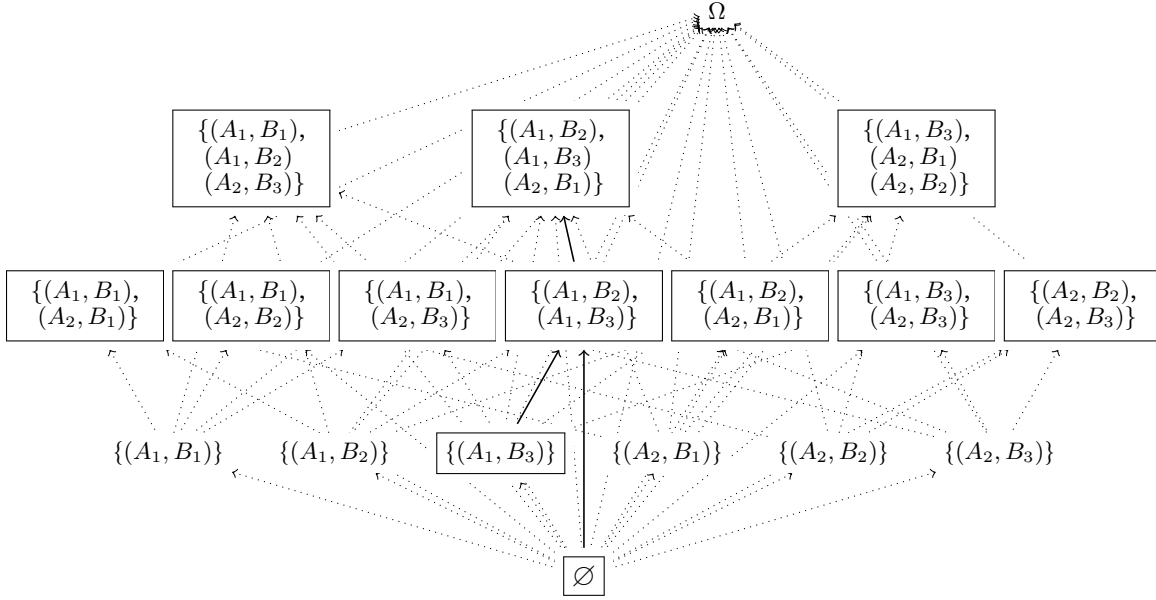 Ω
{(A₁, B₁),
(A₁, B₂)
(A₂, B₃)}
{(A₁, B₂),
(A₁, B₃)
(A₂, B₁)}
{(A₁, B₃),
(A₂, B₁)
(A₂, B₂)}
{(A₁, B₁),
(A₂, B₁)}
{(A₁, B₁),
(A₂, B₂)}
{(A₁, B₁),
(A₂, B₃)}
{(A₁, B₂),
(A₁, B₃)}
{(A₁, B₂),
(A₂, B₁)}
{(A₁, B₃),
(A₂, B₃)}
{(A₂, B₂),
(A₂, B₃)}
{(A₁, B₁)}
{(A₁, B₂)}
{(A₁, B₃)}
{(A₂, B₁)}
{(A₂, B₂)}
{(A₂, B₃)}
∅